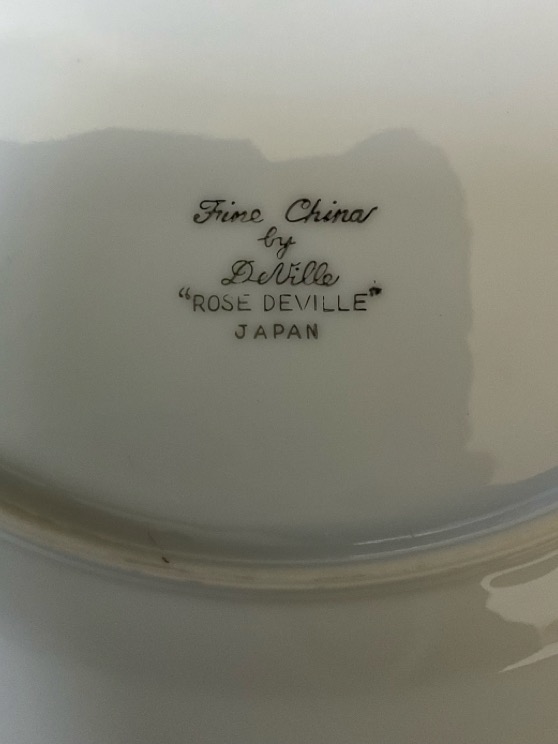 Fine China
by
DeVille
"ROSE DEVILLE"
JAPAN